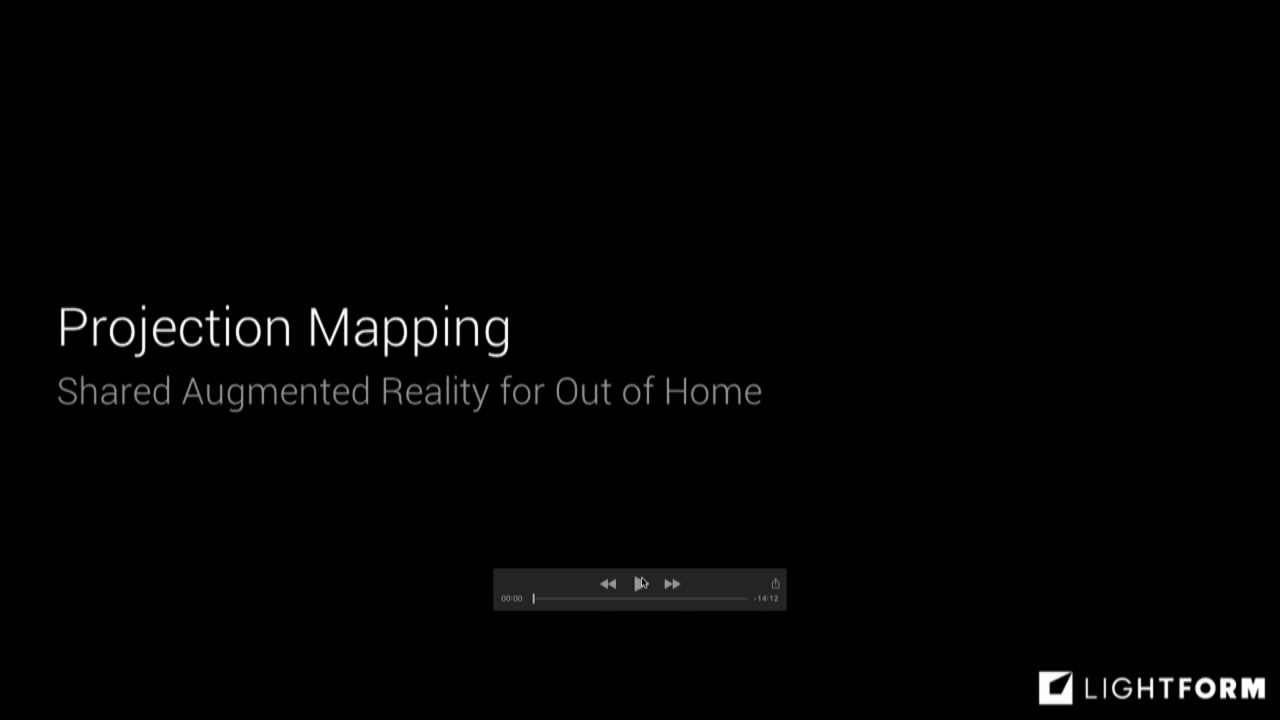 Projection Mapping
Shared Augmented Reality for Out of Home
00:00
-14:12
LIGHTFORM